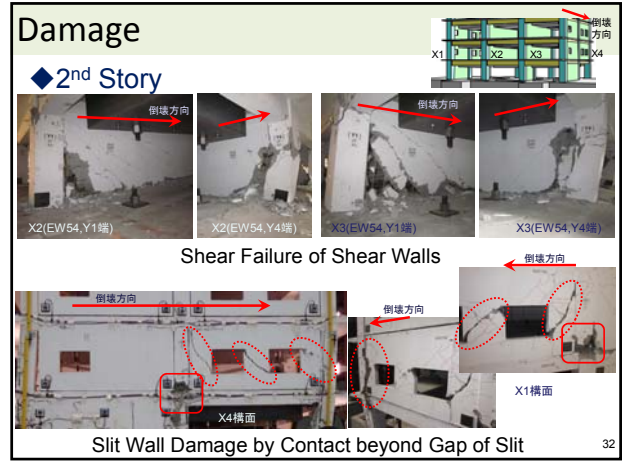 Damage
倒壊
方向
X1
X2
X3
X4
◆2nd Story
倒壊方向
倒壊方向
X2(EW54,Y1端)
X2(EW54,Y4端)
X3(EW54,Y1端)
X3(EW54,Y4端)
Shear Failure of Shear Walls
倒壊方向
倒壊方向
倒壊方向
X4構面
X1構面
Slit Wall Damage by Contact beyond Gap of Slit
32